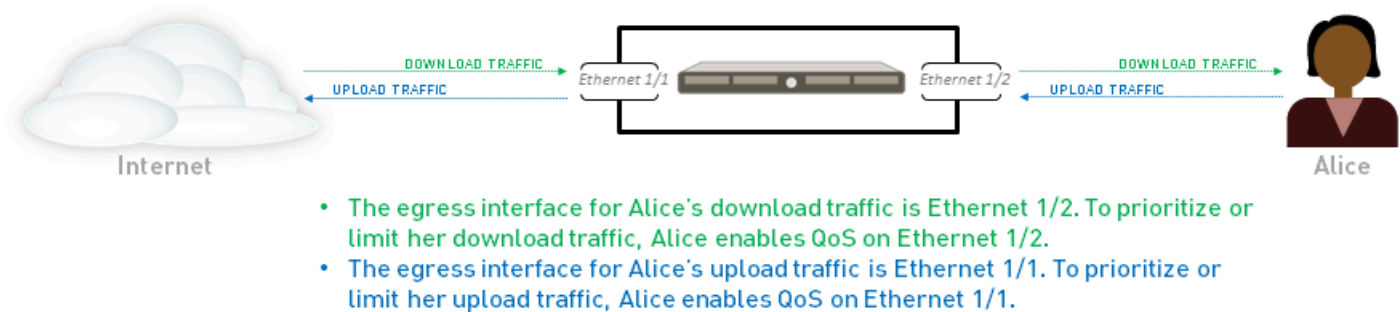 DOWNLOAD TRAFFIC
UPLOAD TRAFFIC
Ethernet 1/1
Ethernet 1/2
DOWNLOAD TRAFFIC
UPLOAD TRAFFIC
Internet
Alice
• The egress interface for Alice's download traffic is Ethernet 1/2. To prioritize or
limit her download traffic, Alice enables QoS on Ethernet 1/2.
• The egress interface for Alice's upload traffic is Ethernet 1/1. To prioritize or
limit her upload traffic, Alice enables QoS on Ethernet 1/1.